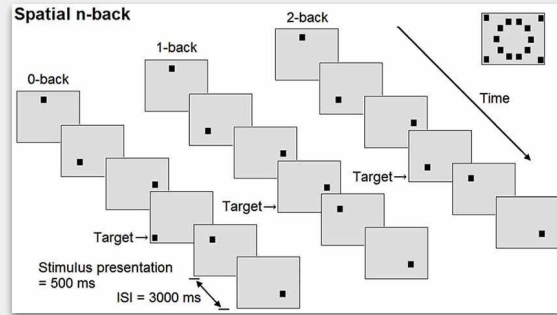 Spatial n-back
0-back
1-back
2-back
Time
Target→
Target→
Target→
Stimulus presentation
= 500 ms
ISI = 3000 ms